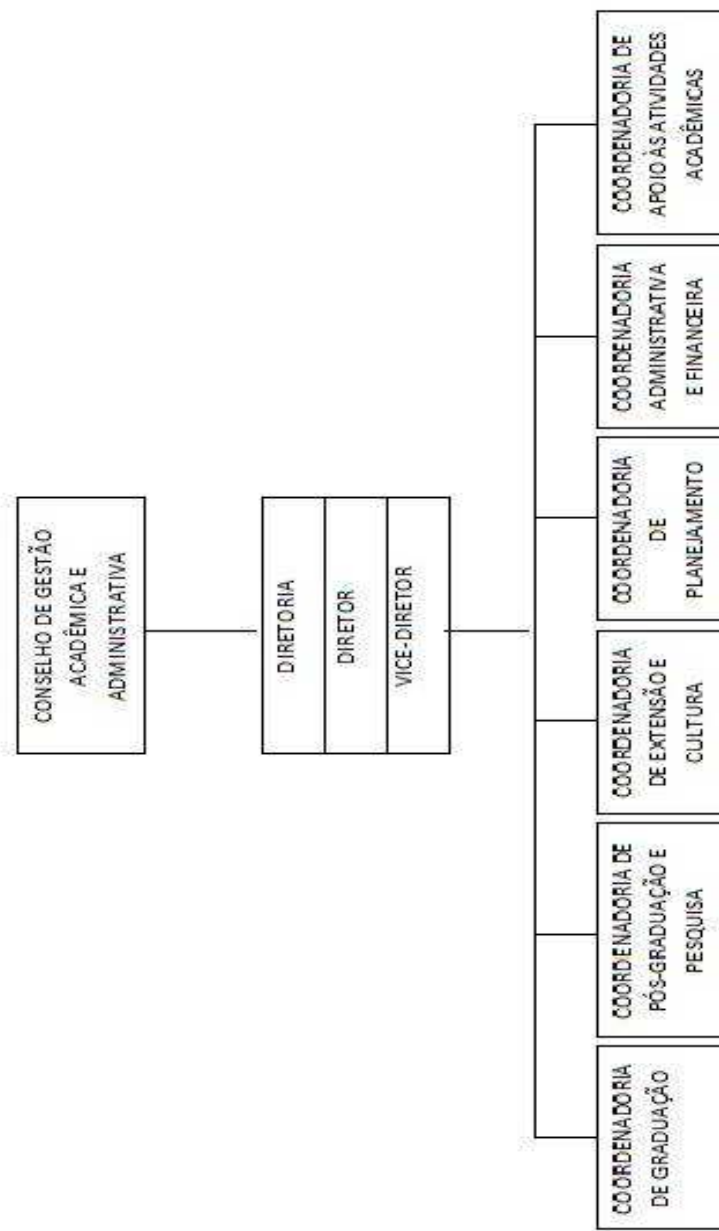 CONSELHO DE GESTÃO
ACADÊMICA E
ADMINISTRATIVA
DIRETORIA
DIRETOR
VICE-DIRETOR
COORDENADORIA
DE GRADUAÇÃO
COORDENADORIA DE
PÓS-GRADUAÇÃO E
PESQUISA
COORDENADORIA
DE EXTENSÃO E
CULTURA
COORDENADORIA
DE
PLANEJAMENTO
COORDENADORIA
ADMINISTRATIVA
E FINANCEIRA
COORDENADORIA DE
APOIO ÀS ATIVIDADES
ACADÊMICAS